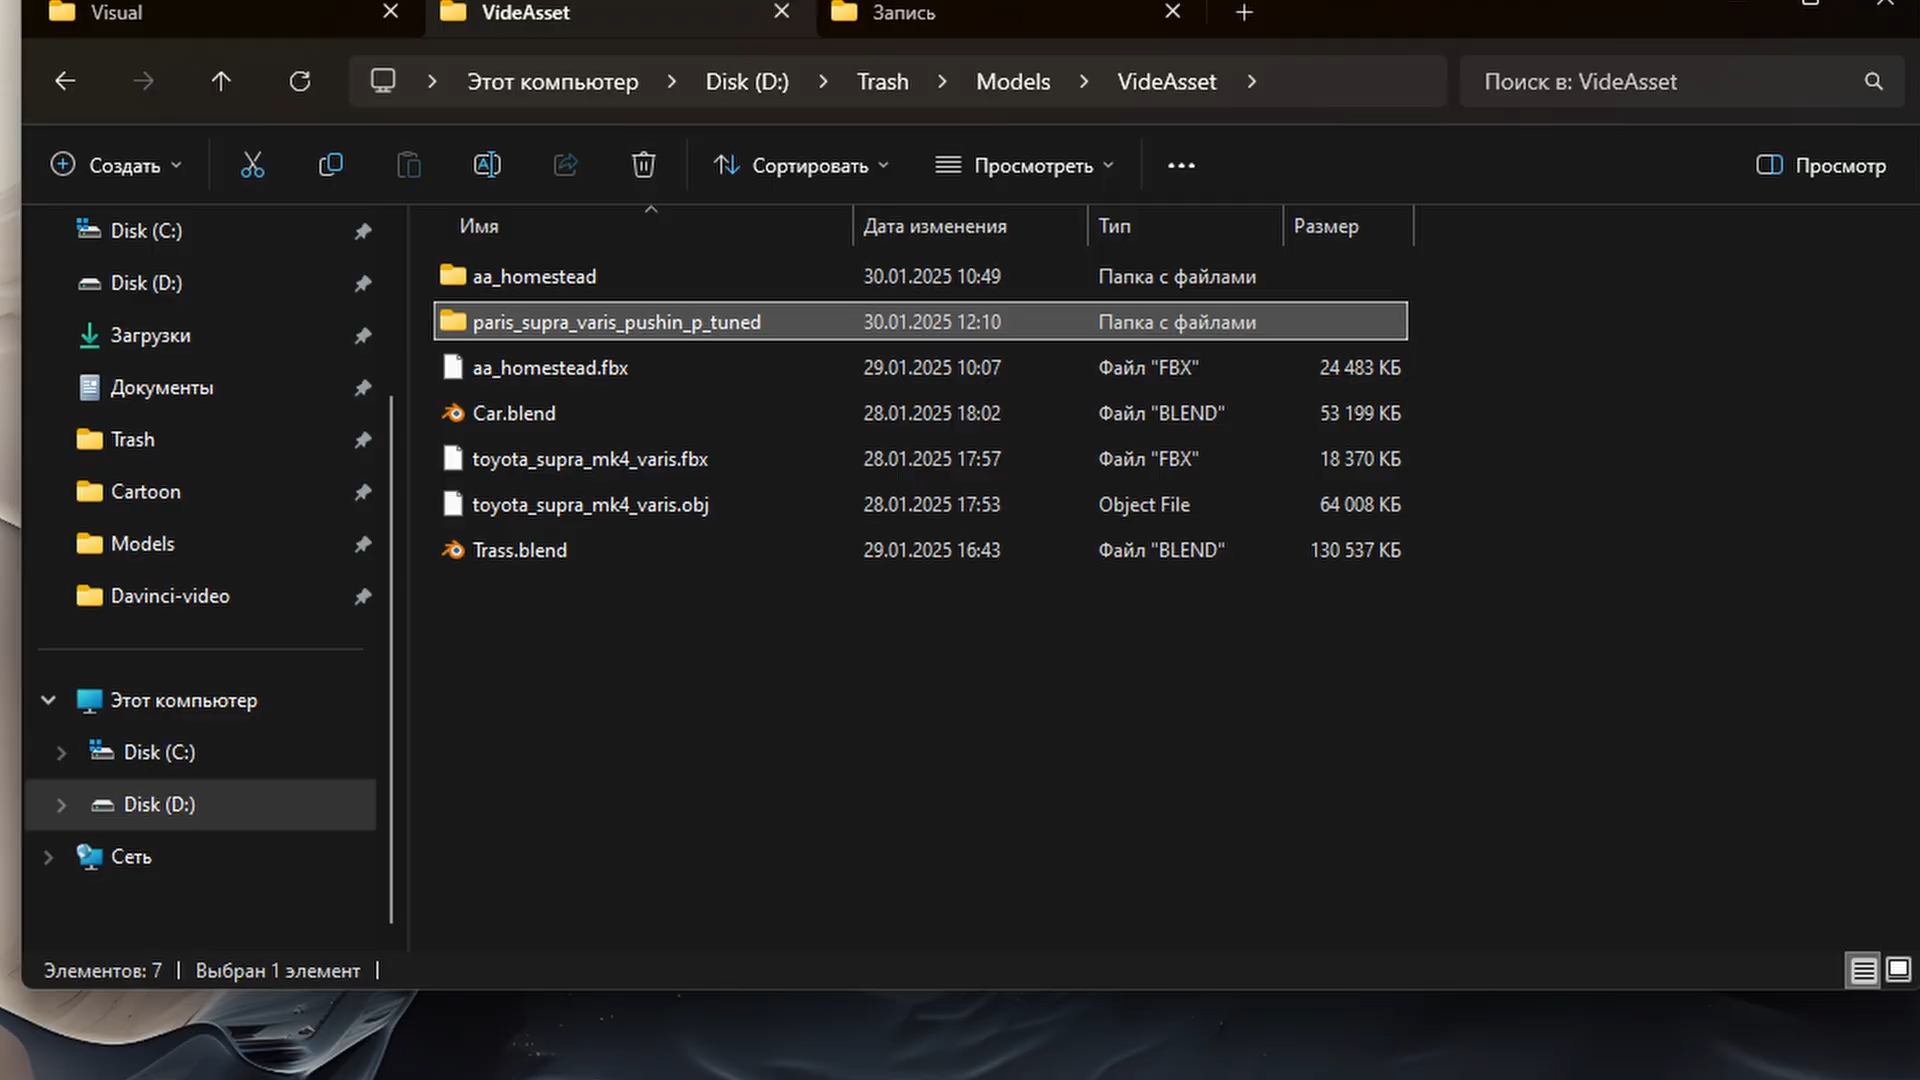 Visual
VideAsset
Запись
Этот компьютер > Disk (D:) > Trash > Models > VideAsset >
Поиск в: VideAsset
Создать
Сортировать
Просмотреть
Просмотр
Disk (C:)
Disk (D:)
Загрузки
Документы
Trash
Cartoon
Models
Davinci-video
Этот компьютер
Disk (C:)
Disk (D:)
Сеть
Имя Дата изменения Тип Размер
aa_homestead 30.01.2025 10:49 Папка с файлами
paris_supra_varis_pushin_p_tuned 30.01.2025 12:10 Папка с файлами
aa_homestead.fbx 29.01.2025 10:07 Файл "FBX" 24 483 КБ
Car.blend 28.01.2025 18:02 Файл "BLEND" 53 199 КБ
toyota_supra_mk4_varis.fbx 28.01.2025 17:57 Файл "FBX" 18 370 КБ
toyota_supra_mk4_varis.obj 28.01.2025 17:53 Object File 64 008 КБ
Trass.blend 29.01.2025 16:43 Файл "BLEND" 130 537 КБ
Элементов: 7 | Выбран 1 элемент |